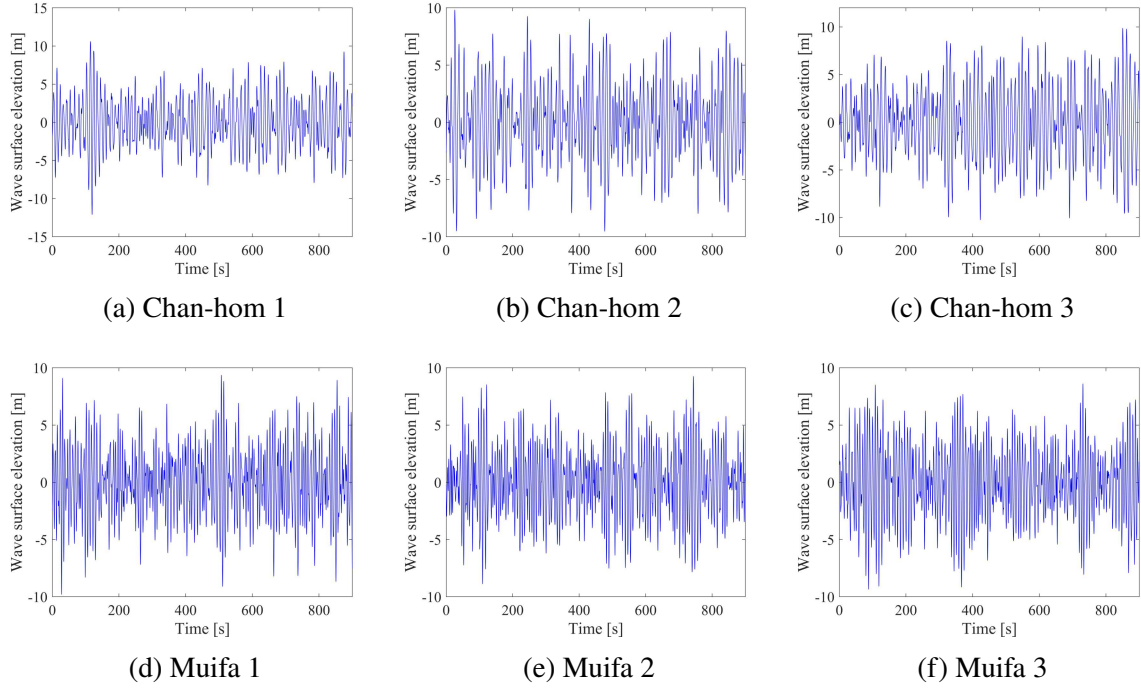 Wave surface elevation [m]
15
10
5
0
-5
-10
-15
0 200 400 600 800
Time [s]
(a) Chan-hom 1
Wave surface elevation [m]
10
5
0
-5
-10
0 200 400 600 800
Time [s]
(b) Chan-hom 2
Wave surface elevation [m]
10
5
0
-5
-10
0 200 400 600 800
Time [s]
(c) Chan-hom 3
Wave surface elevation [m]
10
5
0
-5
-10
0 200 400 600 800
Time [s]
(d) Muifa 1
Wave surface elevation [m]
10
5
0
-5
-10
0 200 400 600 800
Time [s]
(e) Muifa 2
Wave surface elevation [m]
10
5
0
-5
-10
0 200 400 600 800
Time [s]
(f) Muifa 3